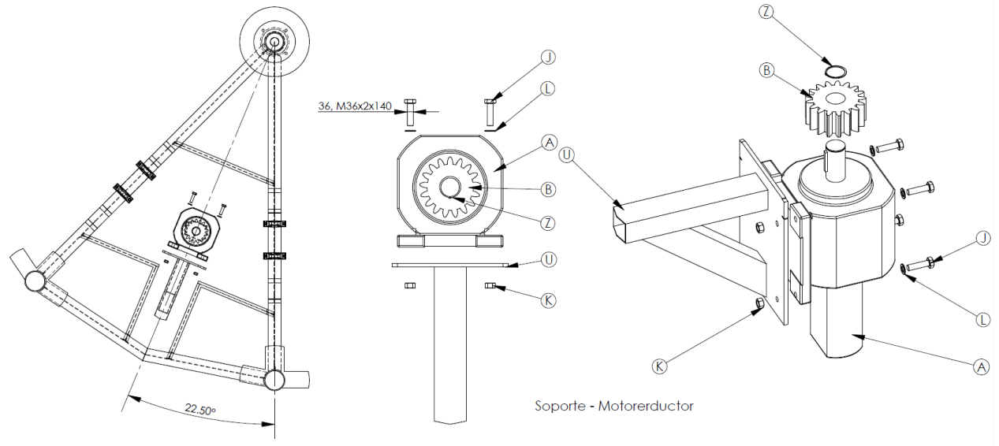 22.50°
36, M36x2x140
J
L
A
B
Z
U
K
Z
B
U
J
L
K
A
Soporte - Motorerductor